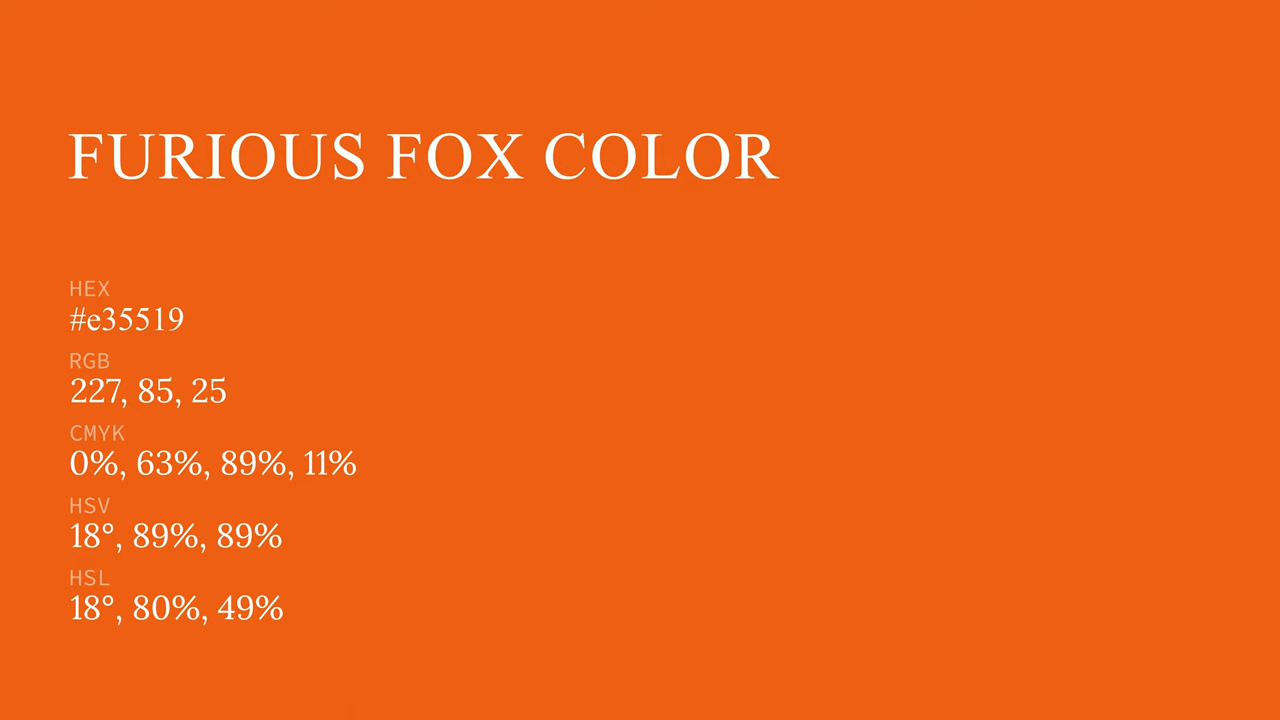 FURIOUS FOX COLOR
HEX
#e35519
RGB
227, 85, 25
CMYK
0%, 63%, 89%, 11%
HSV
18°, 89%, 89%
HSL
18°, 80%, 49%